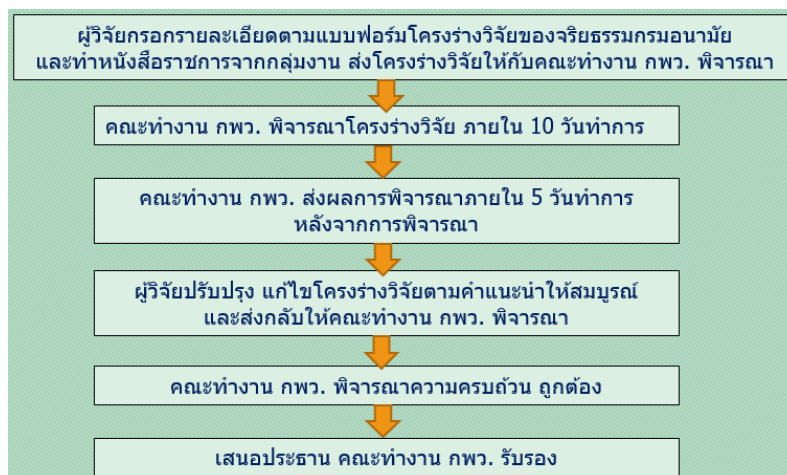 ผู้วิจัยกรอกรายละเอียดตามแบบฟอร์มโครงร่างวิจัยของจริยธรรมกรมอนามัย
และทำหนังสือราชการจากกลุ่มงาน ส่งโครงร่างวิจัยให้กับคณะทำงาน กพว. พิจารณา
คณะทำงาน กพว. พิจารณาโครงร่างวิจัย ภายใน 10 วันทำการ
คณะทำงาน กพว. ส่งผลการพิจารณาภายใน 5 วันทำการ
หลังจากการพิจารณา
ผู้วิจัยปรับปรุง แก้ไขโครงร่างวิจัยตามคำแนะนำให้สมบูรณ์
และส่งกลับให้คณะทำงาน กพว. พิจารณา
คณะทำงาน กพว. พิจารณาความครบถ้วน ถูกต้อง
เสนอประธาน คณะทำงาน กพว. รับรอง